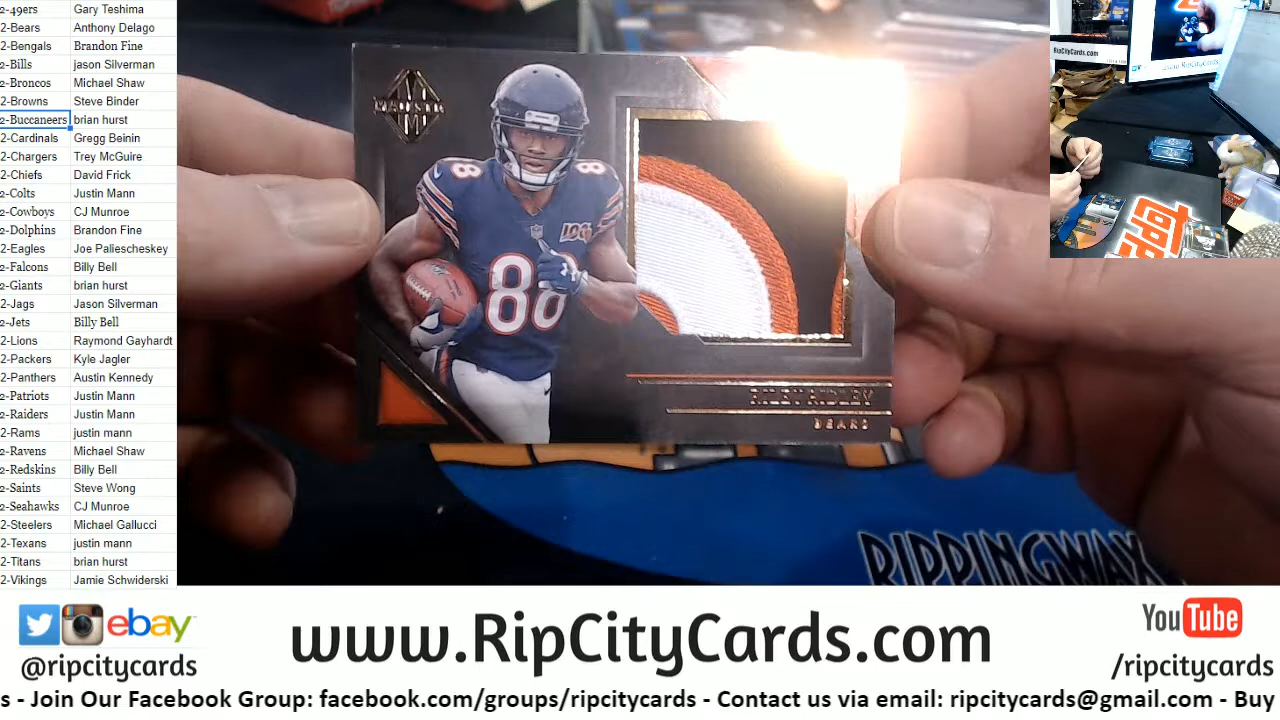 2-49ers Gary Teshima
2-Bears Anthony Delago
2-Bengals Brandon Fine
2-Bills jason Silverman
2-Broncos Michael Shaw
2-Browns Steve Binder
2-Buccaneers brian hurst
2-Cardinals Gregg Beinin
2-Chargers Trey McGuire
2-Chiefs David Frick
2-Colts Justin Mann
2-Cowboys CJ Munroe
2-Dolphins Brandon Fine
2-Eagles Joe Paliescheskey
2-Falcons Billy Bell
2-Giants brian hurst
2-Jags Jason Silverman
2-Jets Billy Bell
2-Lions Raymond Gayhardt
2-Packers Kyle Jagler
2-Panthers Austin Kennedy
2-Patriots Justin Mann
2-Raiders Justin Mann
2-Rams justin mann
2-Ravens Michael Shaw
2-Redskins Billy Bell
2-Saints Steve Wong
2-Seahawks CJ Munroe
2-Steelers Michael Gallucci
2-Texans justin mann
2-Titans brian hurst
2-Vikings Jamie Schwiderski
MAJESTIC
88
88
100
RILEY RIDLEY
BEARS
RIPPINGWAX
RipCityCards.com
topps
ebay
@ripcitycards
www.RipCityCards.com
YouTube
/ripcitycards
s - Join Our Facebook Group: facebook.com/groups/ripcitycards - Contact us via email: ripcitycards@gmail.com - Buy